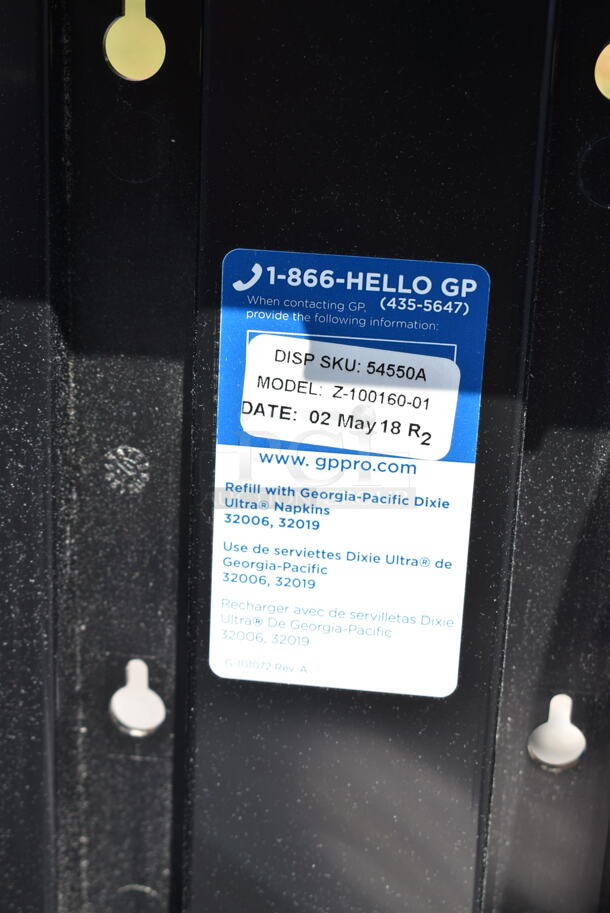 1-866-HELLO GP
When contacting GP, (435-5647)
provide the following information:
DISP SKU: 54550A
MODEL: Z-100160-01
DATE: 02 May 18 R2
www.gppro.com
Refill with Georgia-Pacific Dixie
Ultra® Napkins
32006, 32019
Use de serviettes Dixie Ultra® de
Georgia-Pacific
32006, 32019
Recharger avec de servilletas Dixie
Ultra® De Georgia-Pacific
32006, 32019
G-101072 Rev. A